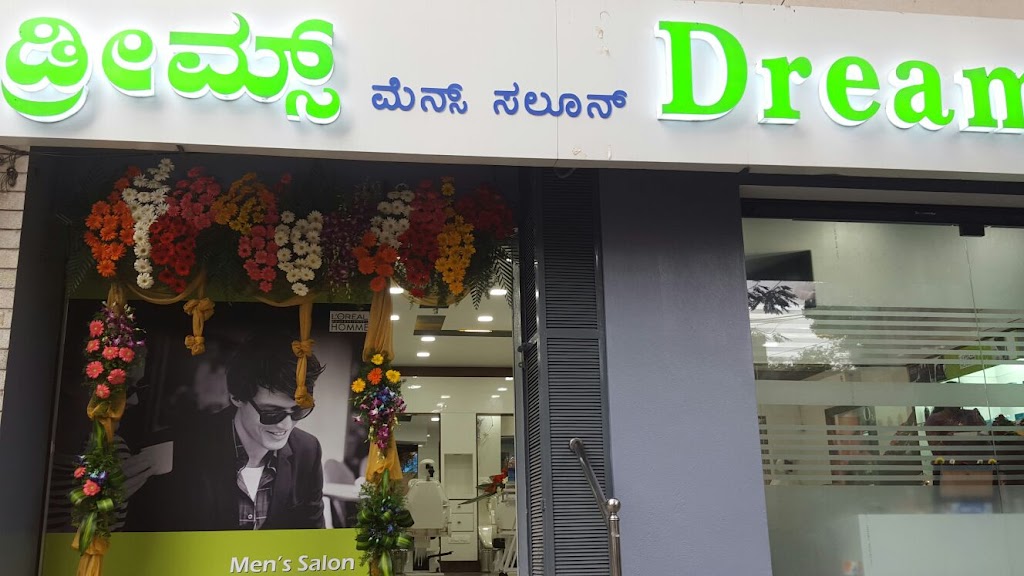 ಡ್ರೀಮ್ಸ್ ಮೆನ್ಸ್ ಸಲೂನ್ Dream
L'OREAL
HOMME
Men's Salon